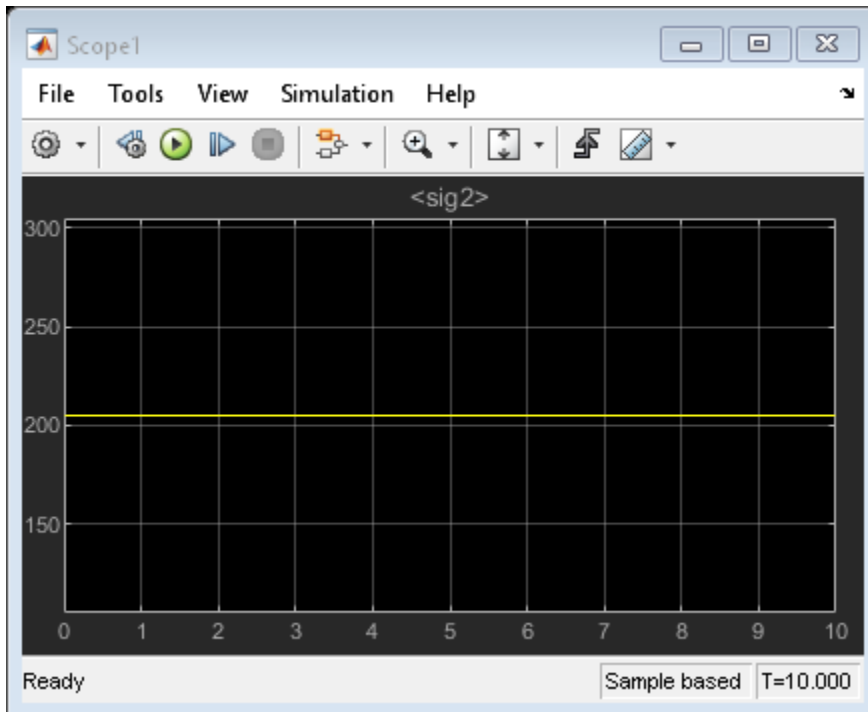 Scope1
File Tools View Simulation Help
<sig2>
300
250
200
150
0 1 2 3 4 5 6 7 8 9 10
Ready Sample based T=10.000